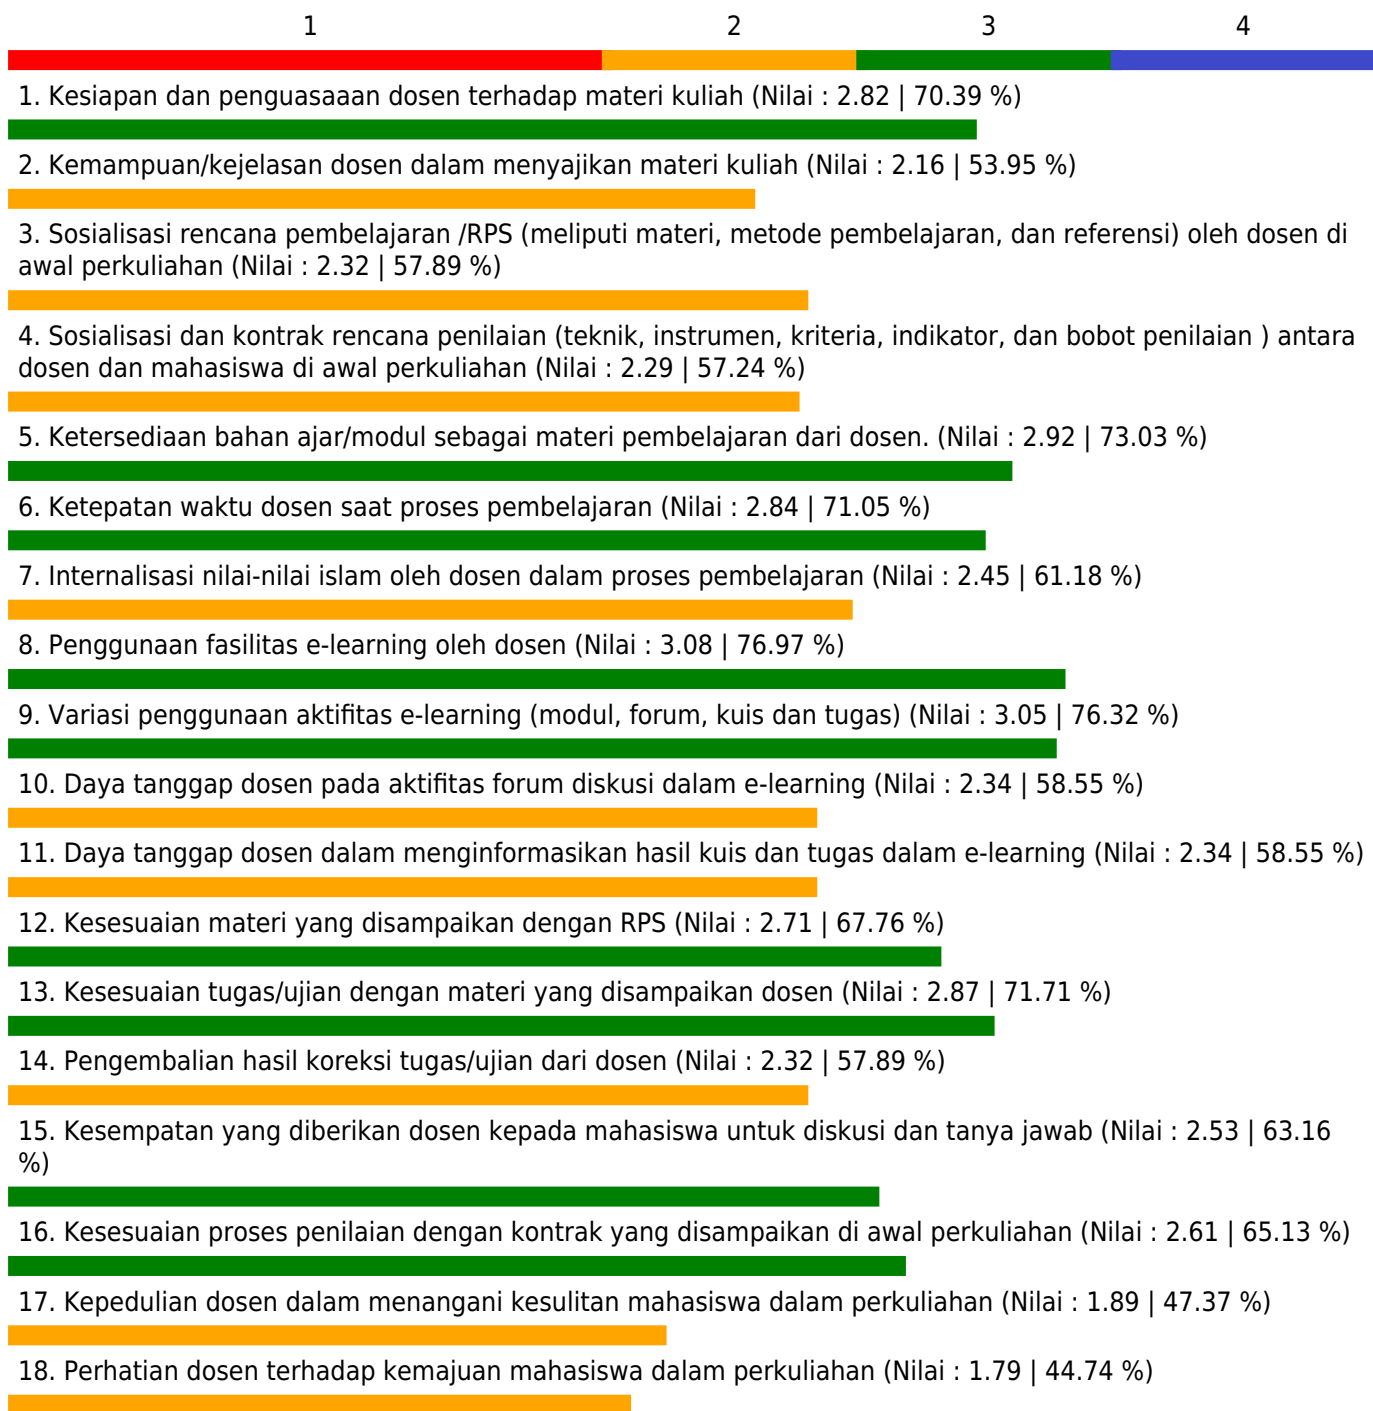 1 2 3 4
1. Kesiapan dan penguasaaan dosen terhadap materi kuliah (Nilai : 2.82 | 70.39 %)
2. Kemampuan/kejelasan dosen dalam menyajikan materi kuliah (Nilai : 2.16 | 53.95 %)
3. Sosialisasi rencana pembelajaran /RPS (meliputi materi, metode pembelajaran, dan referensi) oleh dosen di
awal perkuliahan (Nilai : 2.32 | 57.89 %)
4. Sosialisasi dan kontrak rencana penilaian (teknik, instrumen, kriteria, indikator, dan bobot penilaian ) antara
dosen dan mahasiswa di awal perkuliahan (Nilai : 2.29 | 57.24 %)
5. Ketersediaan bahan ajar/modul sebagai materi pembelajaran dari dosen. (Nilai : 2.92 | 73.03 %)
6. Ketepatan waktu dosen saat proses pembelajaran (Nilai : 2.84 | 71.05 %)
7. Internalisasi nilai-nilai islam oleh dosen dalam proses pembelajaran (Nilai : 2.45 | 61.18 %)
8. Penggunaan fasilitas e-learning oleh dosen (Nilai : 3.08 | 76.97 %)
9. Variasi penggunaan aktifitas e-learning (modul, forum, kuis dan tugas) (Nilai : 3.05 | 76.32 %)
10. Daya tanggap dosen pada aktifitas forum diskusi dalam e-learning (Nilai : 2.34 | 58.55 %)
11. Daya tanggap dosen dalam menginformasikan hasil kuis dan tugas dalam e-learning (Nilai : 2.34 | 58.55 %)
12. Kesesuaian materi yang disampaikan dengan RPS (Nilai : 2.71 | 67.76 %)
13. Kesesuaian tugas/ujian dengan materi yang disampaikan dosen (Nilai : 2.87 | 71.71 %)
14. Pengembalian hasil koreksi tugas/ujian dari dosen (Nilai : 2.32 | 57.89 %)
15. Kesempatan yang diberikan dosen kepada mahasiswa untuk diskusi dan tanya jawab (Nilai : 2.53 | 63.16
%)
16. Kesesuaian proses penilaian dengan kontrak yang disampaikan di awal perkuliahan (Nilai : 2.61 | 65.13 %)
17. Kepedulian dosen dalam menangani kesulitan mahasiswa dalam perkuliahan (Nilai : 1.89 | 47.37 %)
18. Perhatian dosen terhadap kemajuan mahasiswa dalam perkuliahan (Nilai : 1.79 | 44.74 %)